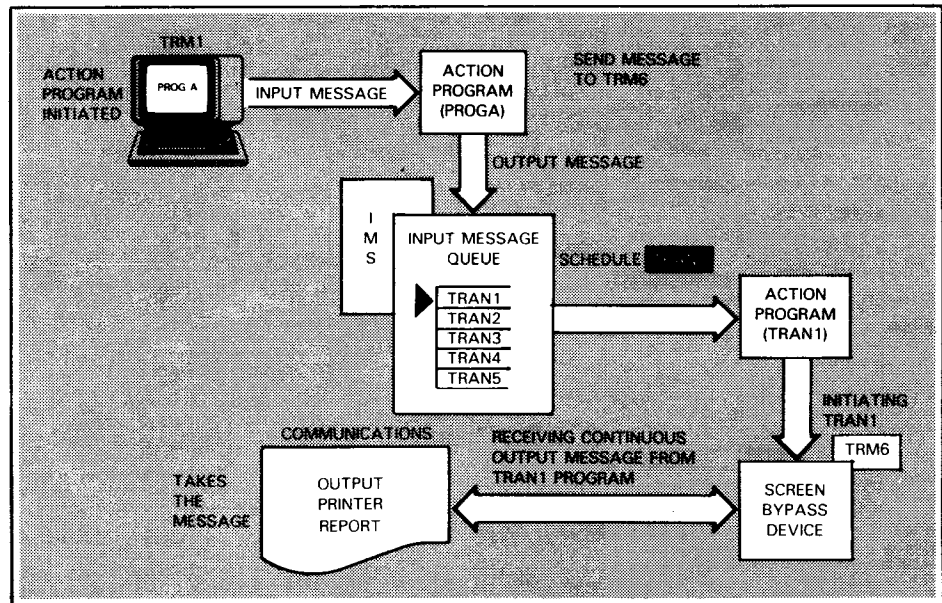 TRM1
ACTION
PROGRAM
INITIATED
PROG A
INPUT MESSAGE
ACTION
PROGRAM
(PROGA)
SEND MESSAGE
TO TRM6
OUTPUT MESSAGE
I
M
S
INPUT MESSAGE
QUEUE
TRAN1
TRAN2
TRAN3
TRAN4
TRAN5
SCHEDULE
ACTION
PROGRAM
(TRAN1)
INITIATING
TRAN1
TRM6
SCREEN
BYPASS
DEVICE
RECEIVING CONTINUOUS
OUTPUT MESSAGE FROM
TRAN1 PROGRAM
COMMUNICATIONS
OUTPUT
PRINTER
REPORT
TAKES
THE
MESSAGE